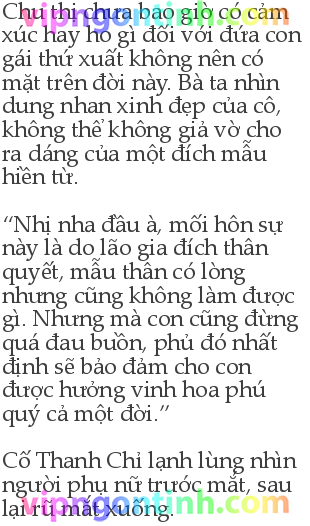 vipngontinh.com
Chu thị chưa bao giờ có cảm
xúc hay ho gì đối với đứa con
gái thứ xuất không nên có
mặt trên đời này. Bà ta nhìn
dung nhan xinh đẹp của cô,
không thể không giả vờ cho
ra dáng của một đích mẫu
hiền từ.
“Nhị nha đầu à, mối hôn sự
này là do lão gia đích thân
quyết, mẫu thân có lòng
nhưng cũng không làm được
gì. Nhưng mà con cũng đừng
quá đau buồn, phủ đó nhất
định sẽ bảo đảm cho con
được hưởng vinh hoa phú
quý cả một đời.”
Cố Thanh Chỉ lạnh lùng nhìn
người phụ nữ trước mắt, sau
lại rũ mắt xuống.
vipngontinh.com